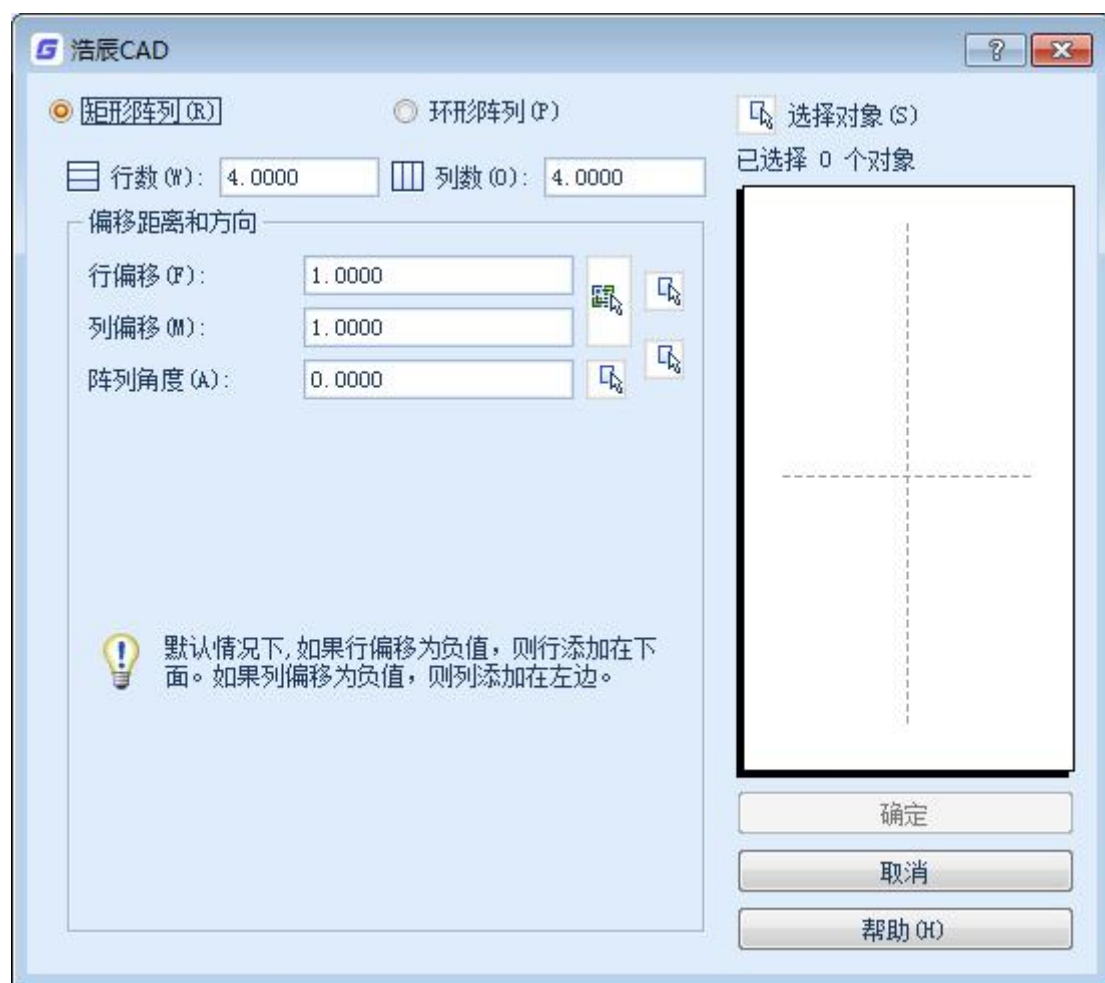 浩辰CAD
矩形阵列(R) 环形阵列(P) 选择对象(S)
已选择 0 个对象
行数(W): 4.0000 列数(O): 4.0000
偏移距离和方向
行偏移(F): 1.0000
列偏移(M): 1.0000
阵列角度(A): 0.0000
默认情况下,如果行偏移为负值，则行添加在下
面。如果列偏移为负值，则列添加在左边。
确定
取消
帮助(H)